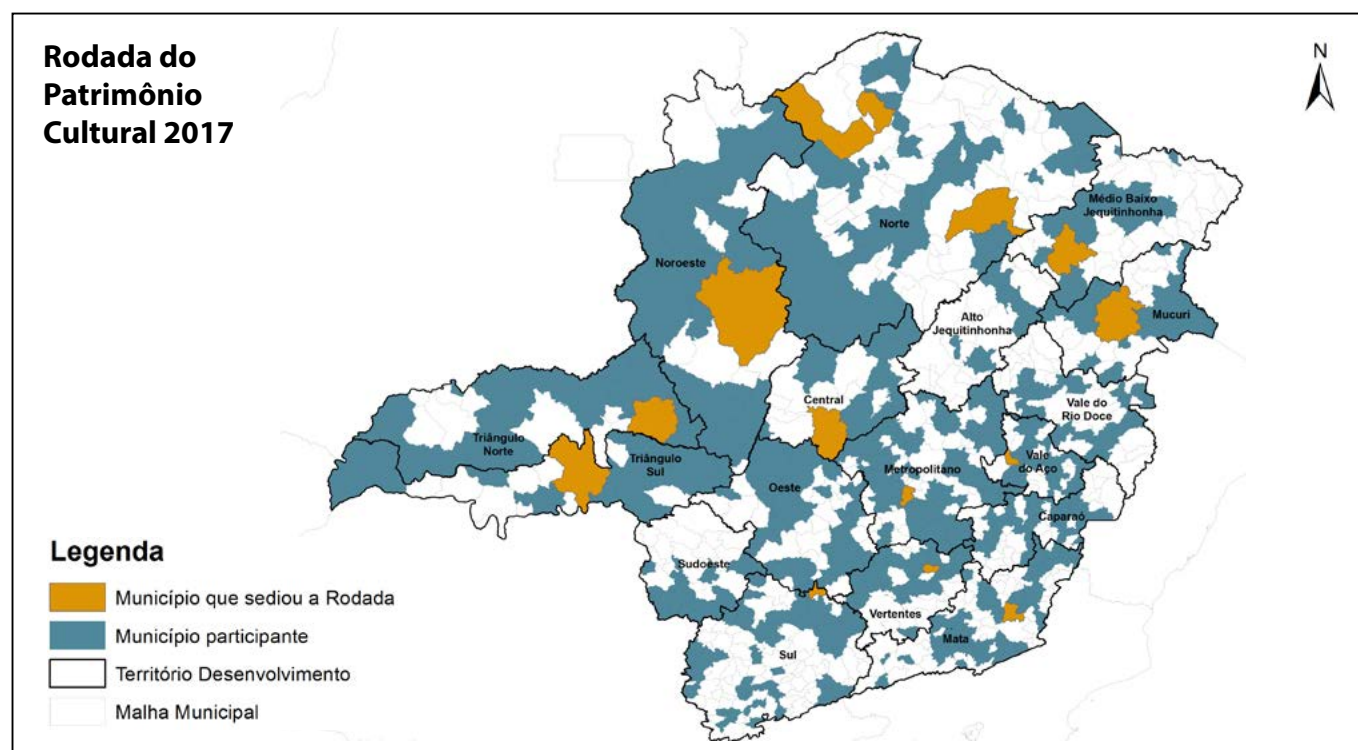 Rodada do
Patrimônio
Cultural 2017
N
Médio Baixo
Jequitinhonha
Norte
Noroeste
Mucuri
Alto
Jequitinhonha
Central
Vale do
Rio Doce
Triângulo
Norte
Triângulo
Sul
Vale
do Aço
Metropolitano
Oeste
Caparaó
Sudoeste
Vertentes
Mata
Sul
Legenda
Município que sediou a Rodada
Município participante
Território Desenvolvimento
Malha Municipal